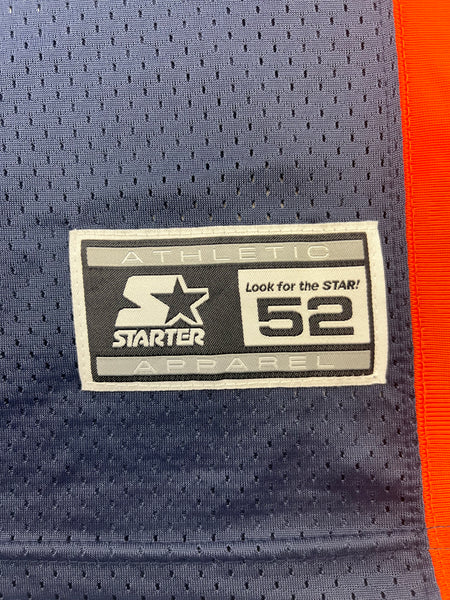 ATHLETIC
Look for the STAR!
STARTER
52
APPAREL